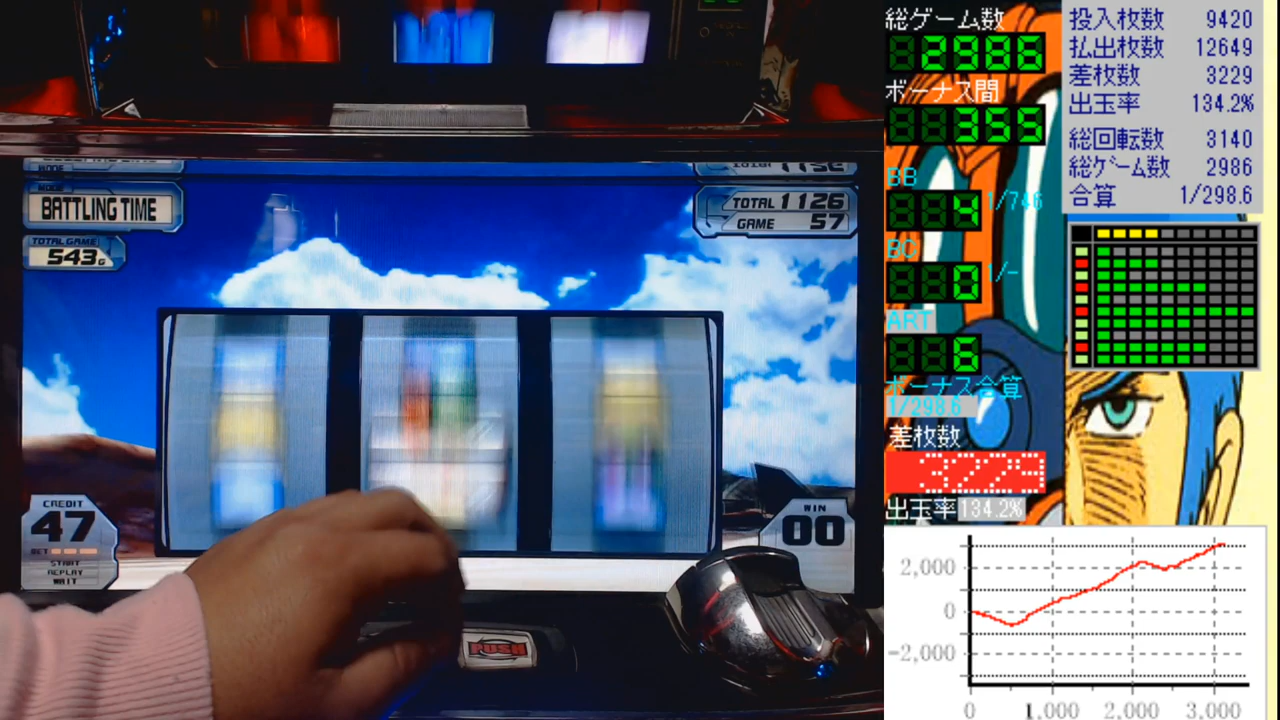 BATTLING TIME
TOTAL 1126
GAME 57
TOTAL GAME
543G
CREDIT
47
BET
START
REPLAY
WAIT
WIN
00
PUSH
総ゲーム数
2986
ボーナス間
355
BB
4 1/746
BC
0 1/-
ART
6
ボーナス合算
1/298.6
差枚数
3229
出玉率 134.2%
投入枚数 9420
払出枚数 12649
差枚数 3229
出玉率 134.2%
総回転数 3140
総ゲーム数 2986
合算 1/298.6
2,000
0
-2,000
0 1,000 2,000 3,000